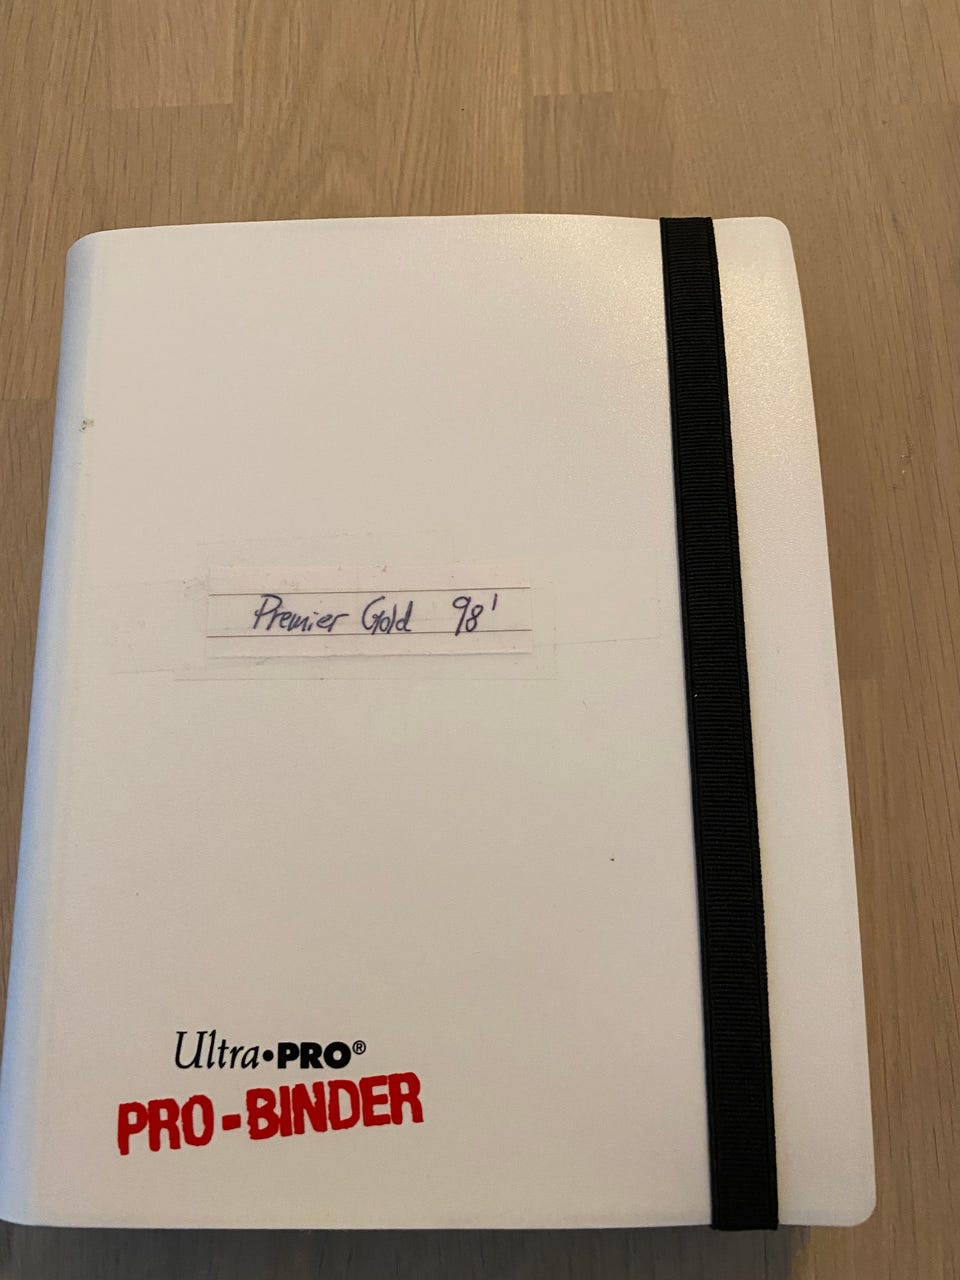 Premier Gold 98'
Ultra•PRO®
PRO-BINDER